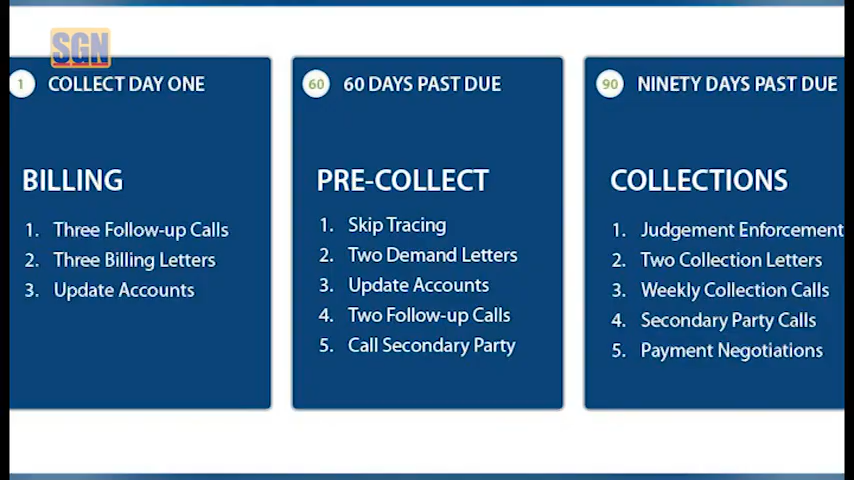 SGN
1 COLLECT DAY ONE
BILLING
1. Three Follow-up Calls
2. Three Billing Letters
3. Update Accounts
60 60 DAYS PAST DUE
PRE-COLLECT
1. Skip Tracing
2. Two Demand Letters
3. Update Accounts
4. Two Follow-up Calls
5. Call Secondary Party
90 NINETY DAYS PAST DUE
COLLECTIONS
1. Judgement Enforcement
2. Two Collection Letters
3. Weekly Collection Calls
4. Secondary Party Calls
5. Payment Negotiations